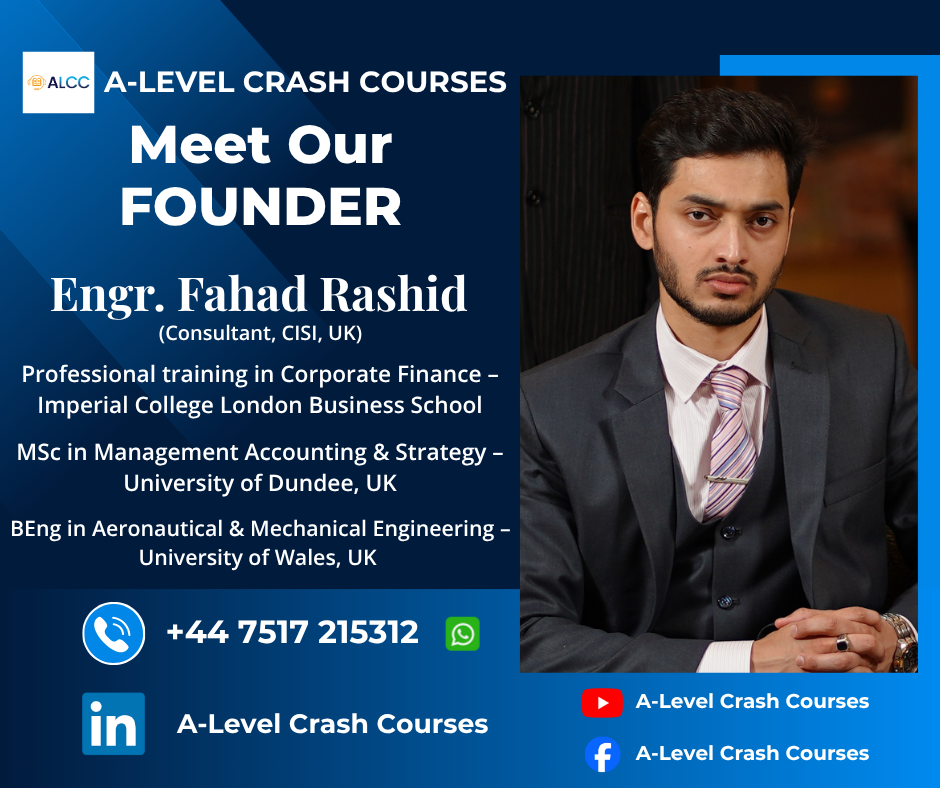 ALCC
A-LEVEL CRASH COURSES
Meet Our
FOUNDER
Engr. Fahad Rashid
(Consultant, CISI, UK)
Professional training in Corporate Finance –
Imperial College London Business School
MSc in Management Accounting & Strategy –
University of Dundee, UK
BEng in Aeronautical & Mechanical Engineering –
University of Wales, UK
+44 7517 215312
in
A-Level Crash Courses
A-Level Crash Courses
A-Level Crash Courses